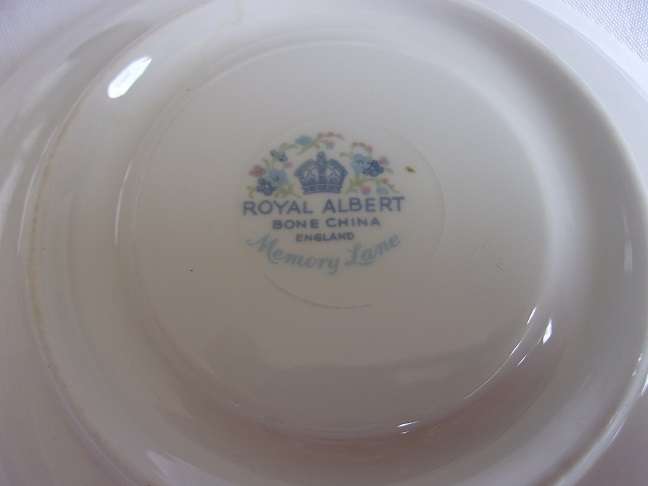 ROYAL ALBERT
BONE CHINA
ENGLAND
Memory Lane